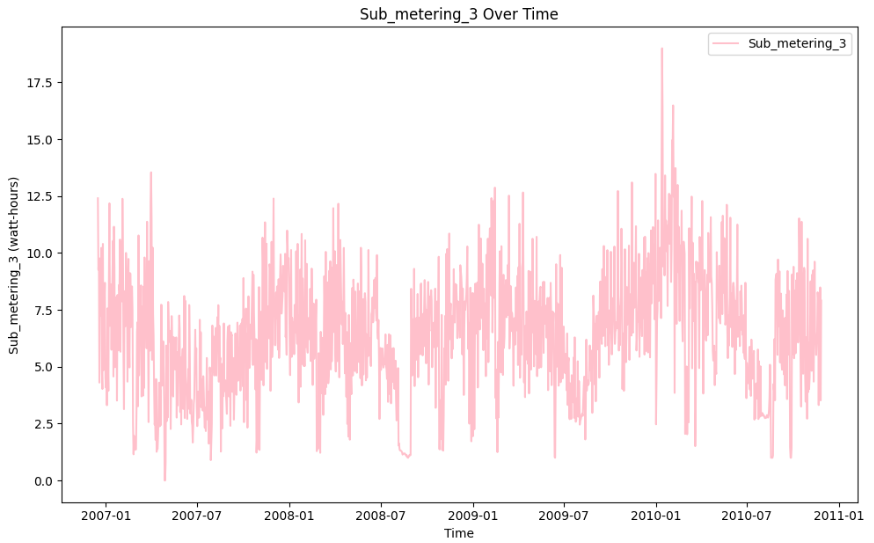 Sub_metering_3 Over Time
Sub_metering_3
17.5
15.0
12.5
10.0
7.5
5.0
2.5
0.0
Sub_metering_3 (watt-hours)
2007-01 2007-07 2008-01 2008-07 2009-01 2009-07 2010-01 2010-07 2011-01
Time